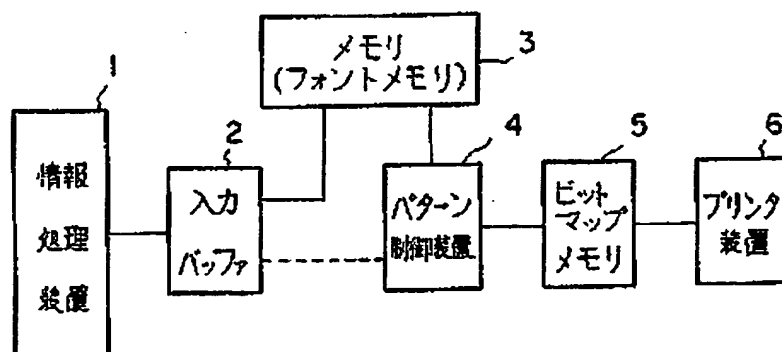 1
情報
処理
装置
2
入力
バッファ
メモリ
(フォントメモリ)
3
4
パターン
制御装置
5
ビット
マップ
メモリ
6
プリンタ
装置